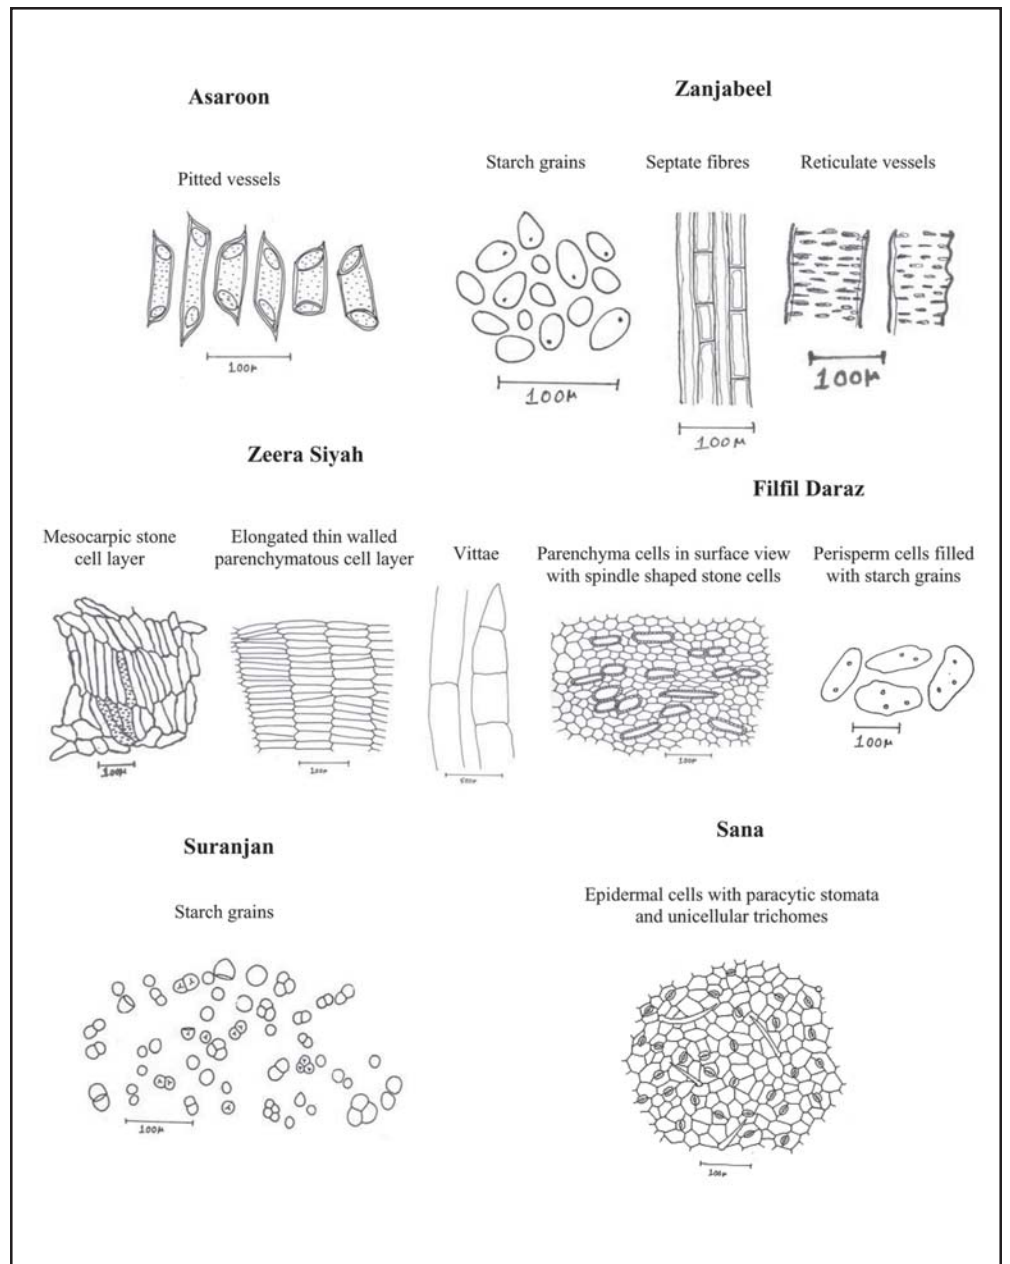 Asaroon
Pitted vessels
100μ
Zanjabeel
Starch grains
100μ
Septate fibres
100μ
Reticulate vessels
100μ
Zeera Siyah
Mesocarpic stone
cell layer
100μ
Elongated thin walled
parenchymatous cell layer
100μ
Vittae
Filfil Daraz
Parenchyma cells in surface view
with spindle shaped stone cells
100μ
Perisperm cells filled
with starch grains
100μ
Suranjan
Starch grains
100μ
Sana
Epidermal cells with paracytic stomata
and unicellular trichomes
100μ